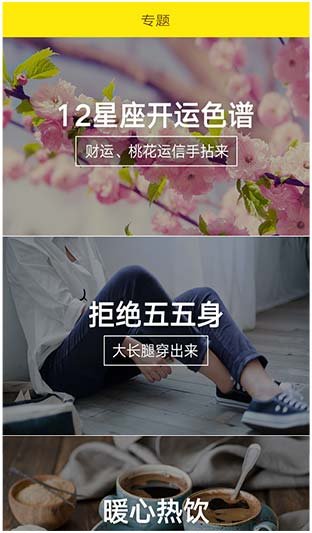 专题
12星座开运色谱
财运、桃花运信手拈来
拒绝五五身
大长腿穿出来
暖心热饮